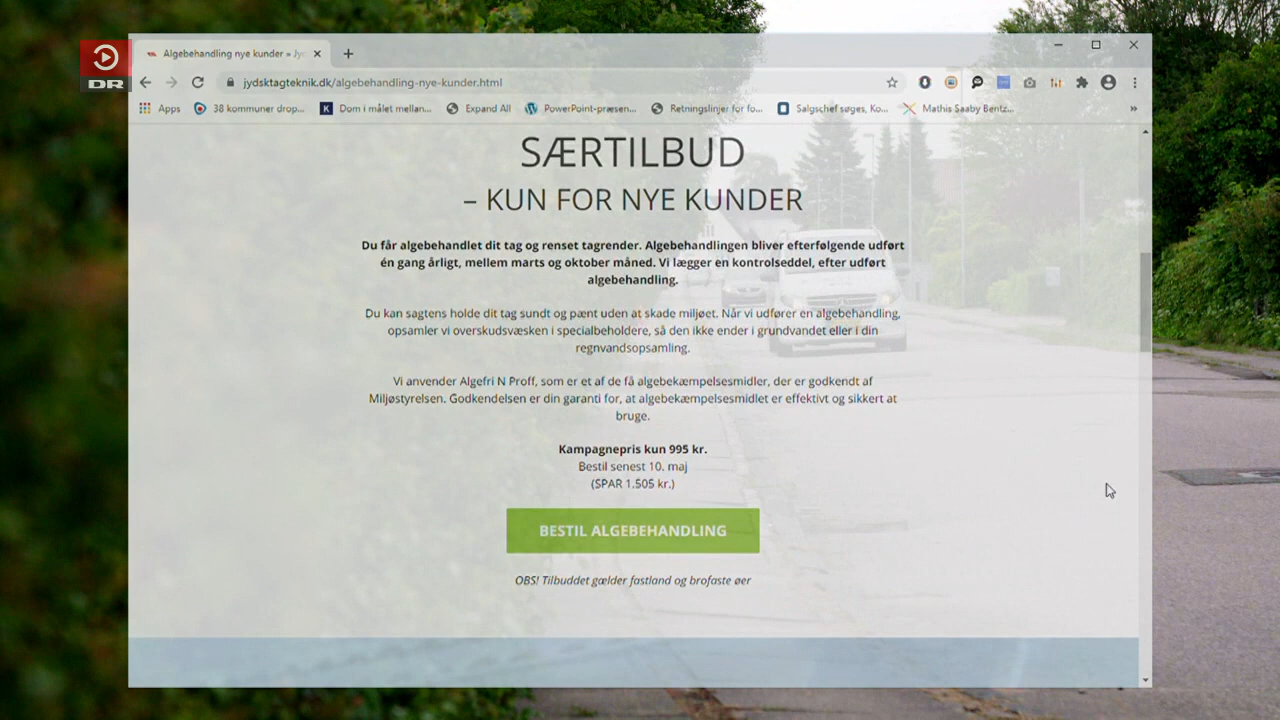 DR
Algebehandling nye kunder » Jy
jydsktagteknik.dk/algebehandling-nye-kunder.html
Apps
38 kommuner drop...
K
Dom i målet mellan...
Expand All
PowerPoint-præsen...
Retningslinjer for fo...
Salgschef søges, Ko...
Mathis Saaby Bentz...
SÆRTILBUD
– KUN FOR NYE KUNDER
Du får algebehandlet dit tag og renset tagrender. Algebehandlingen bliver efterfølgende udført
én gang årligt, mellem marts og oktober måned. Vi lægger en kontrolseddel, efter udført
algebehandling.
Du kan sagtens holde dit tag sundt og pænt uden at skade miljøet. Når vi udfører en algebehandling,
opsamler vi overskudsvæsken i specialbeholdere, så den ikke ender i grundvandet eller i din
regnvandsopsamling.
Vi anvender Algefri N Proff, som er et af de få algebekæmpelsesmidler, der er godkendt af
Miljøstyrelsen. Godkendelsen er din garanti for, at algebekæmpelsesmidlet er effektivt og sikkert at
bruge.
Kampagnepris kun 995 kr.
Bestil senest 10. maj
(SPAR 1.505 kr.)
BESTIL ALGEBEHANDLING
OBS! Tilbuddet gælder fastland og brofaste øer